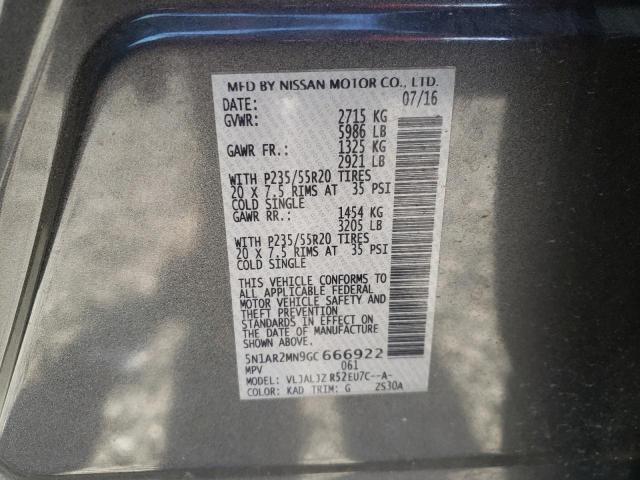 MFD BY NISSAN MOTOR CO., LTD.
DATE: 07/16
GVWR: 2715 KG
5986 LB
GAWR FR.: 1325 KG
2921 LB
WITH P235/55R20 TIRES
20 X 7.5 RIMS AT 35 PSI
COLD SINGLE
GAWR RR.: 1454 KG
3205 LB
WITH P235/55R20 TIRES
20 X 7.5 RIMS AT 35 PSI
COLD SINGLE
THIS VEHICLE CONFORMS TO
ALL APPLICABLE FEDERAL
MOTOR VEHICLE SAFETY AND
THEFT PREVENTION
STANDARDS IN EFFECT ON
THE DATE OF MANUFACTURE
SHOWN ABOVE.
5N1AR2MN9GC 666922
MPV 061
MODEL: VLJALJZ R52EU7C--A-
COLOR: KAD TRIM: G ZS30A